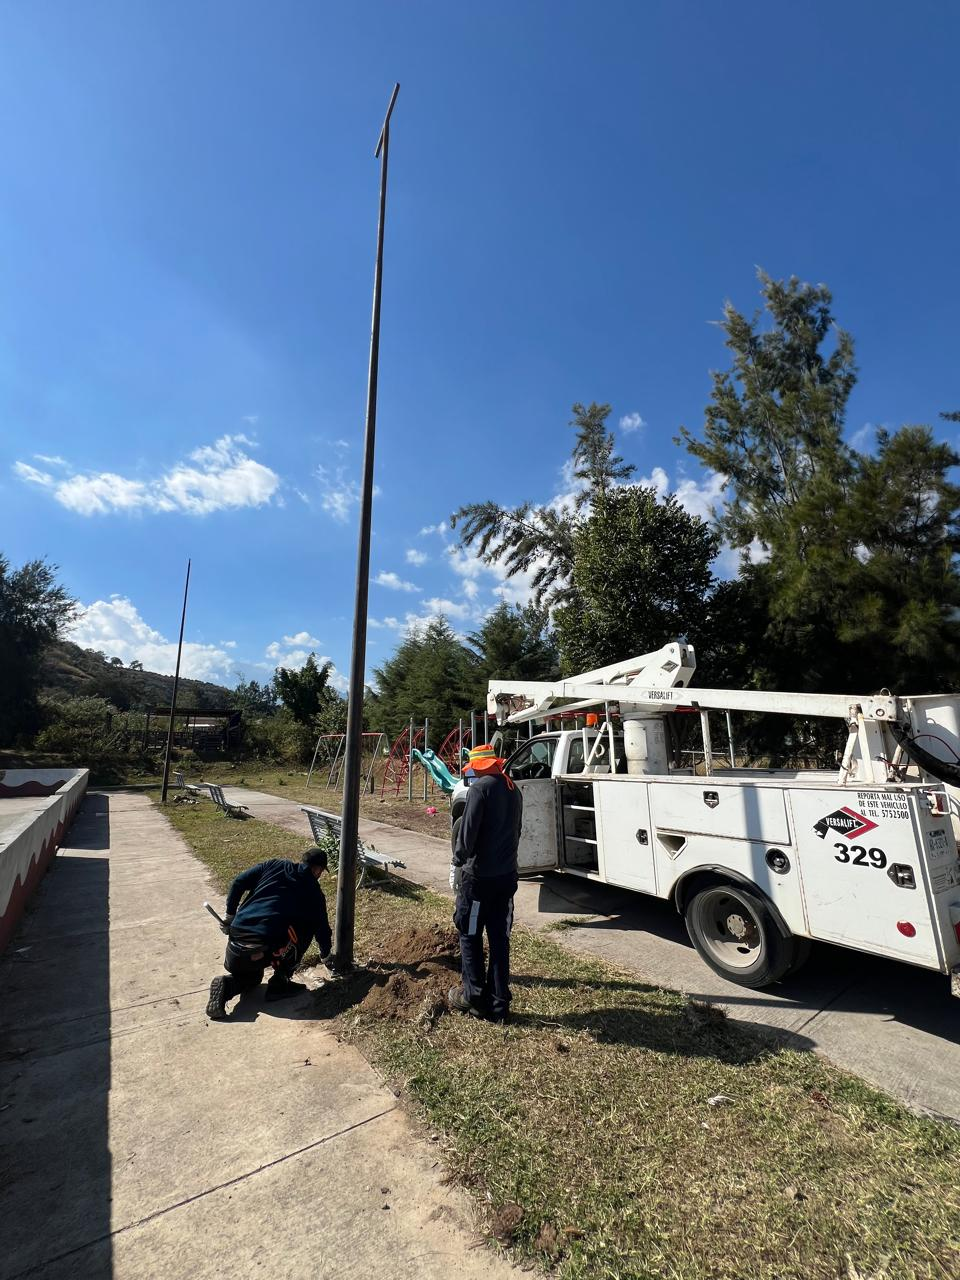 VERSALIFT
REPORTA MAL USO
DE ESTE VEHICULO
AL TEL. 5752500
VERSALIFT
329